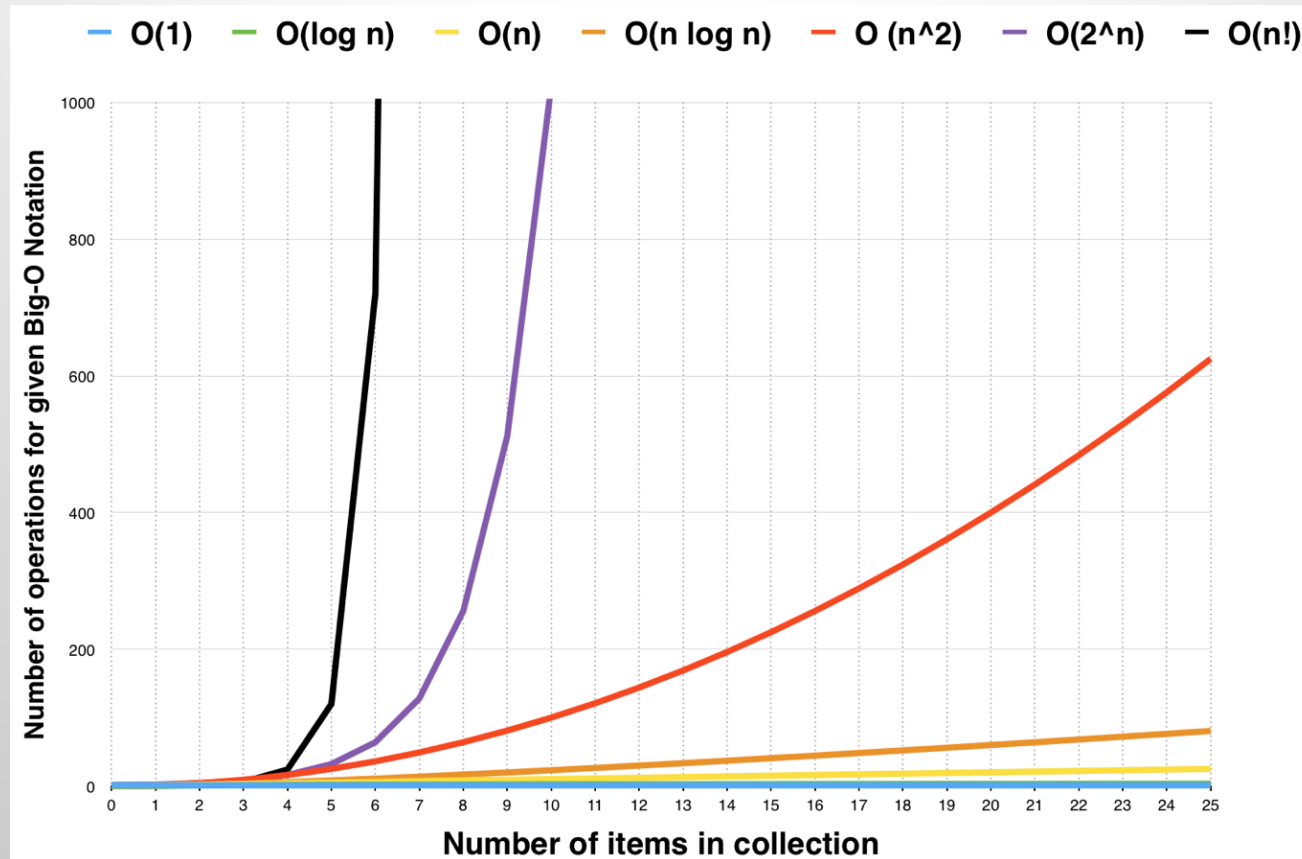 O(1) O(log n) O(n) O(n log n) O (n^2) O(2^n) O(n!)
Number of operations for given Big-O Notation
1000
800
600
400
200
0
0 1 2 3 4 5 6 7 8 9 10 11 12 13 14 15 16 17 18 19 20 21 22 23 24 25
Number of items in collection